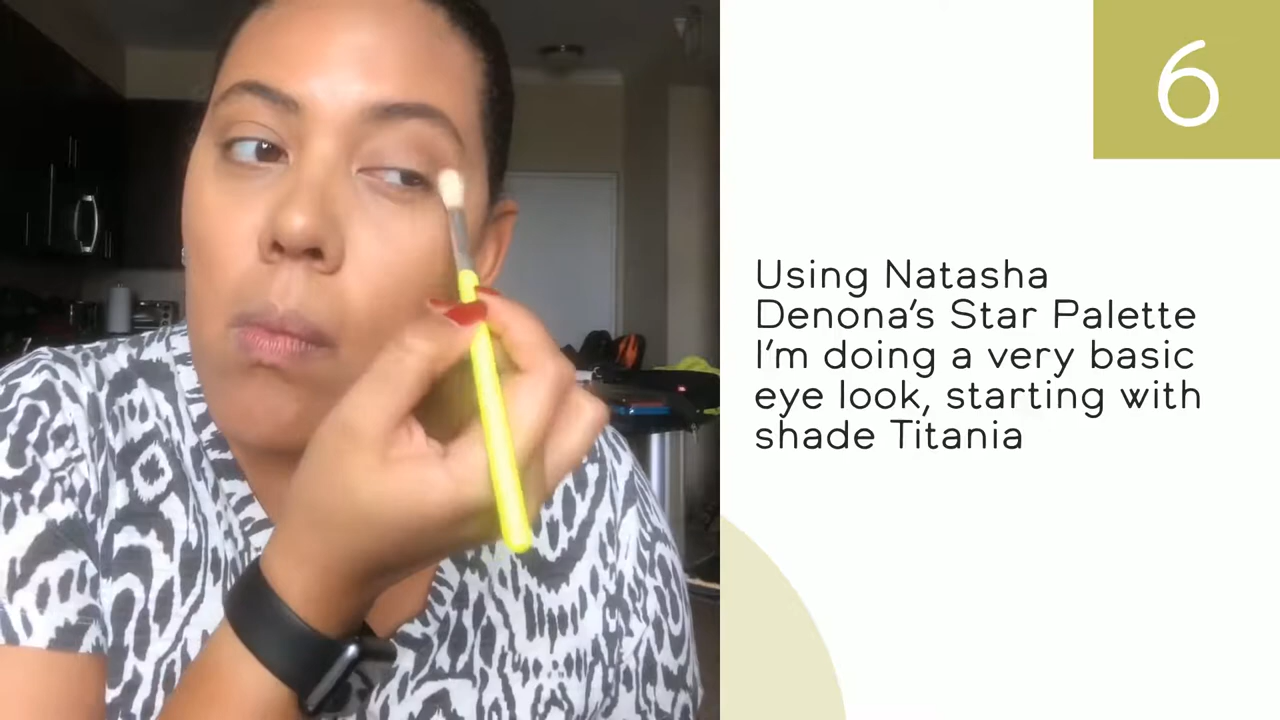 6
Using Natasha
Denona's Star Palette
I'm doing a very basic
eye look, starting with
shade Titania